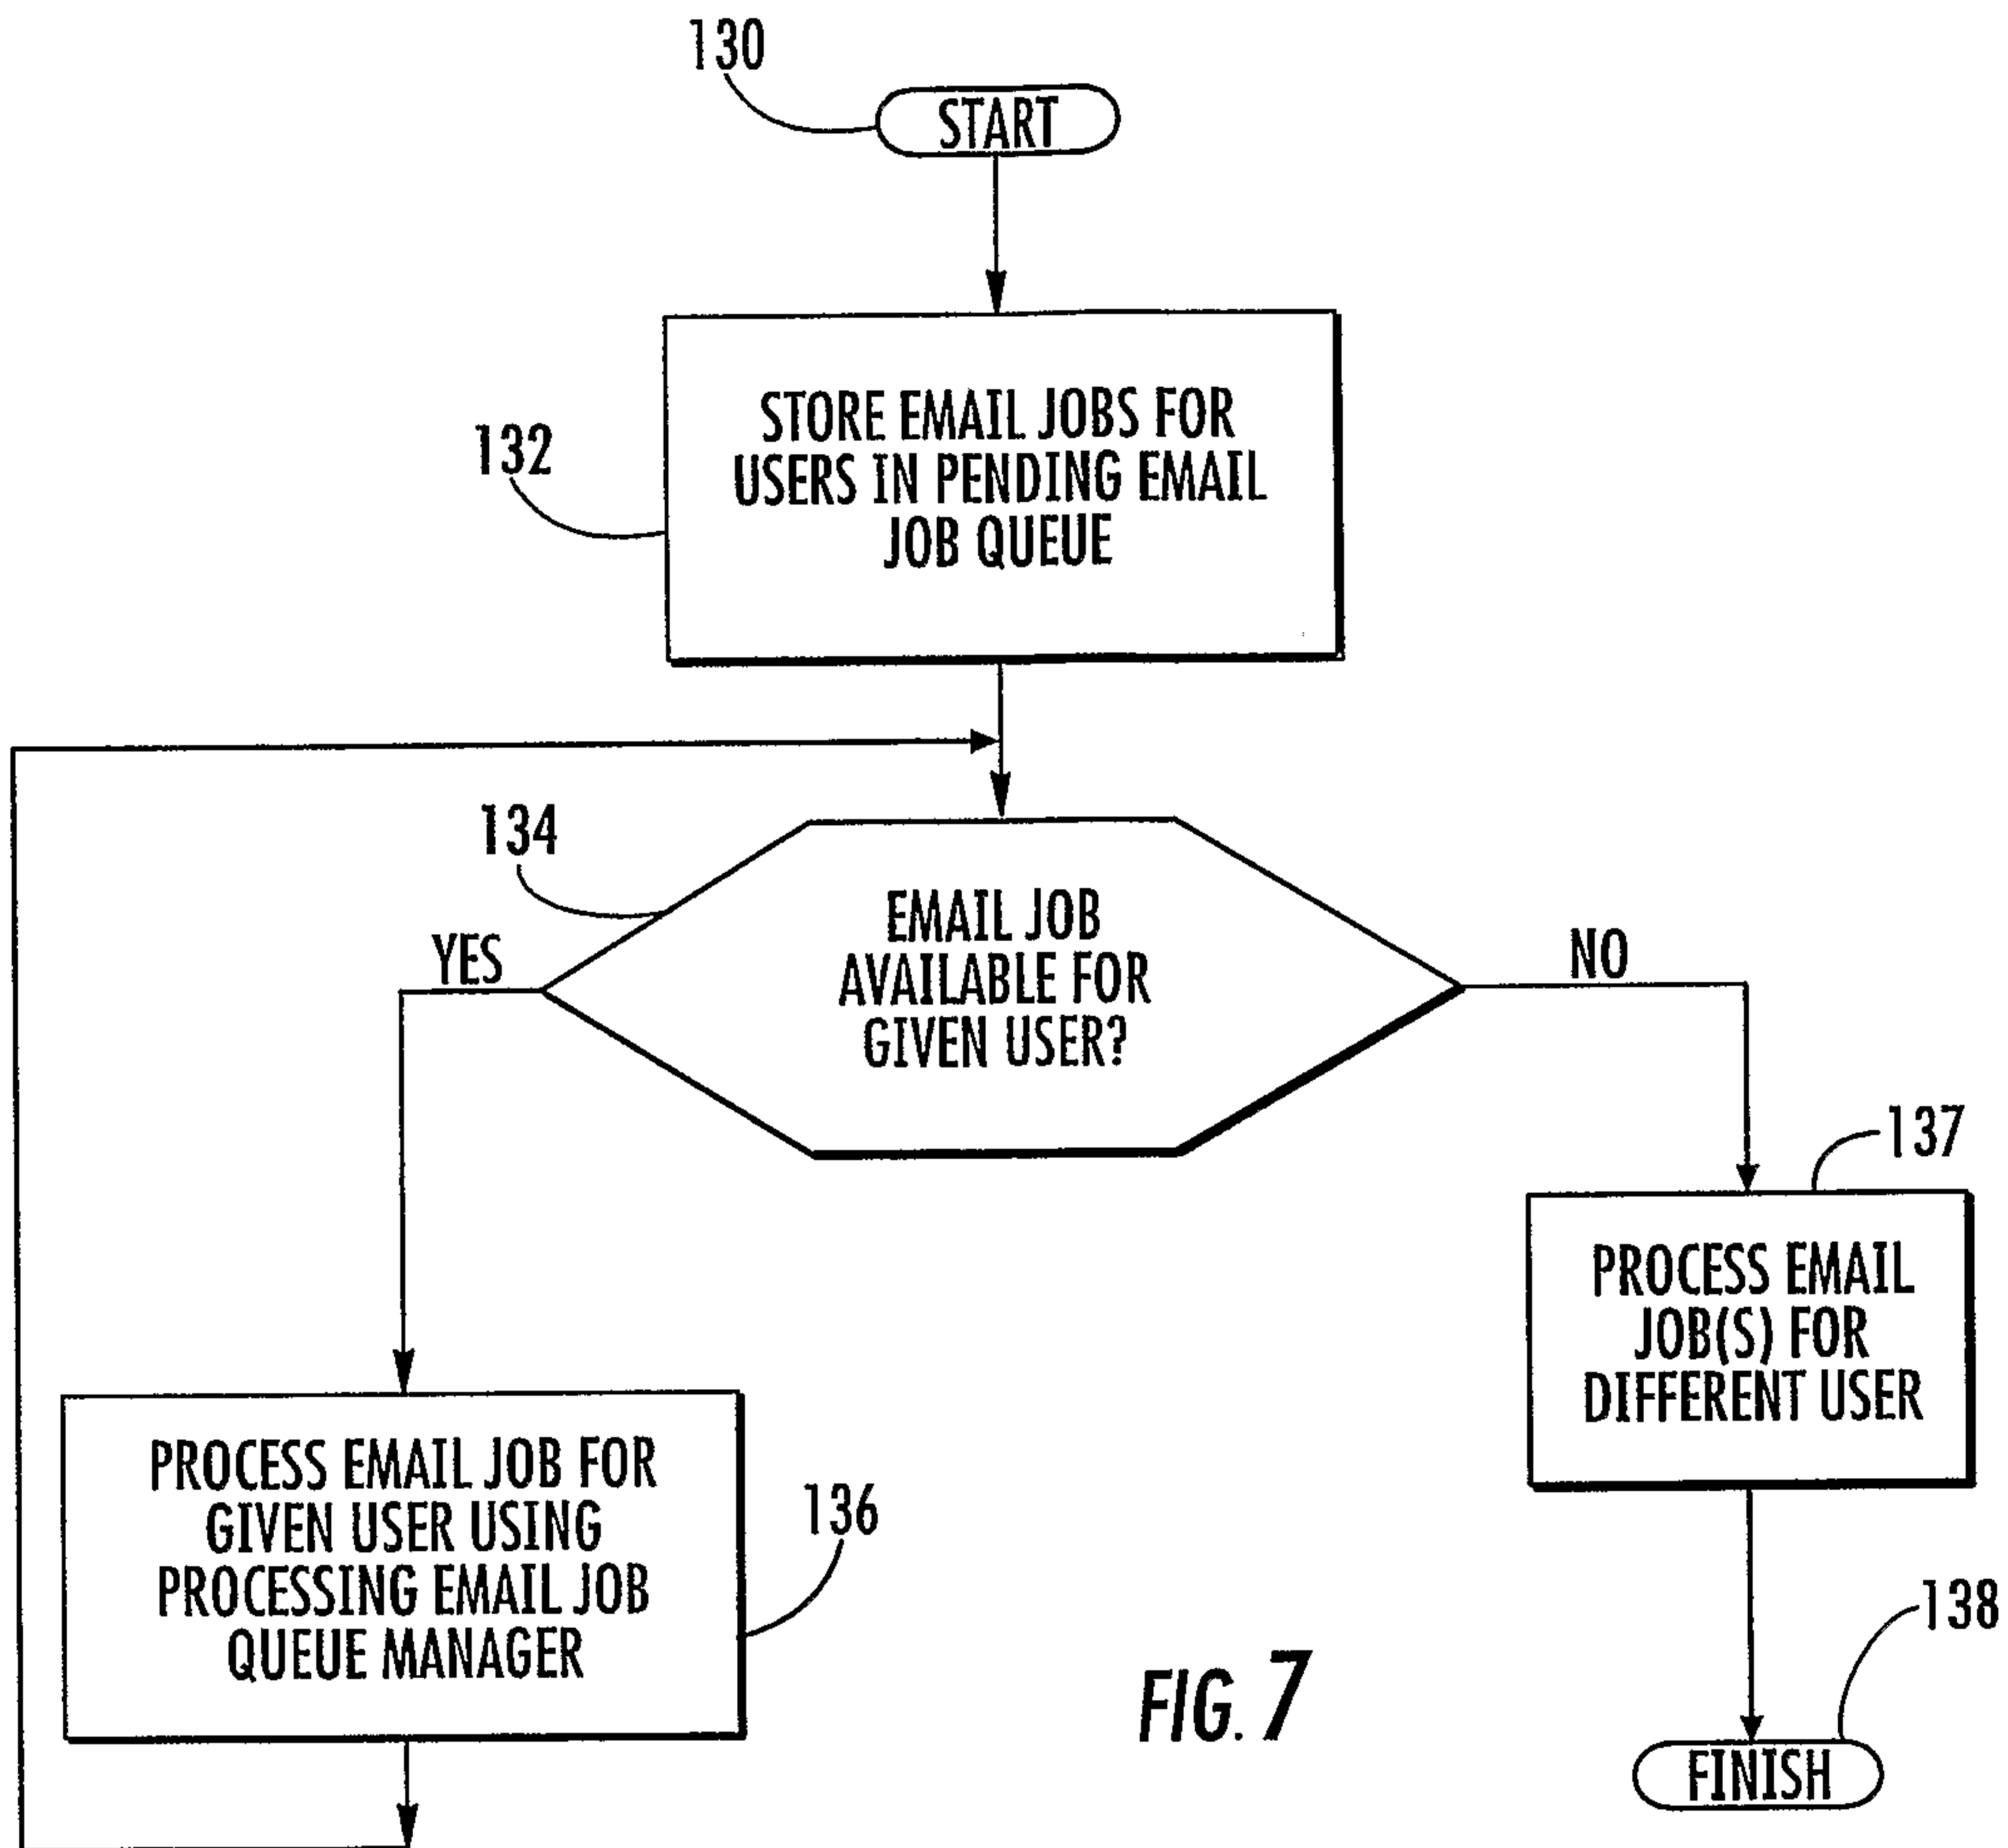 130
START
132
STORE EMAIL JOBS FOR
USERS IN PENDING EMAIL
JOB QUEUE
134
EMAIL JOB
AVAILABLE FOR
GIVEN USER?
YES
NO
137
PROCESS EMAIL
JOB(S) FOR
DIFFERENT USER
PROCESS EMAIL JOB FOR
GIVEN USER USING
PROCESSING EMAIL JOB
QUEUE MANAGER
136
138
FIG. 7
FINISH